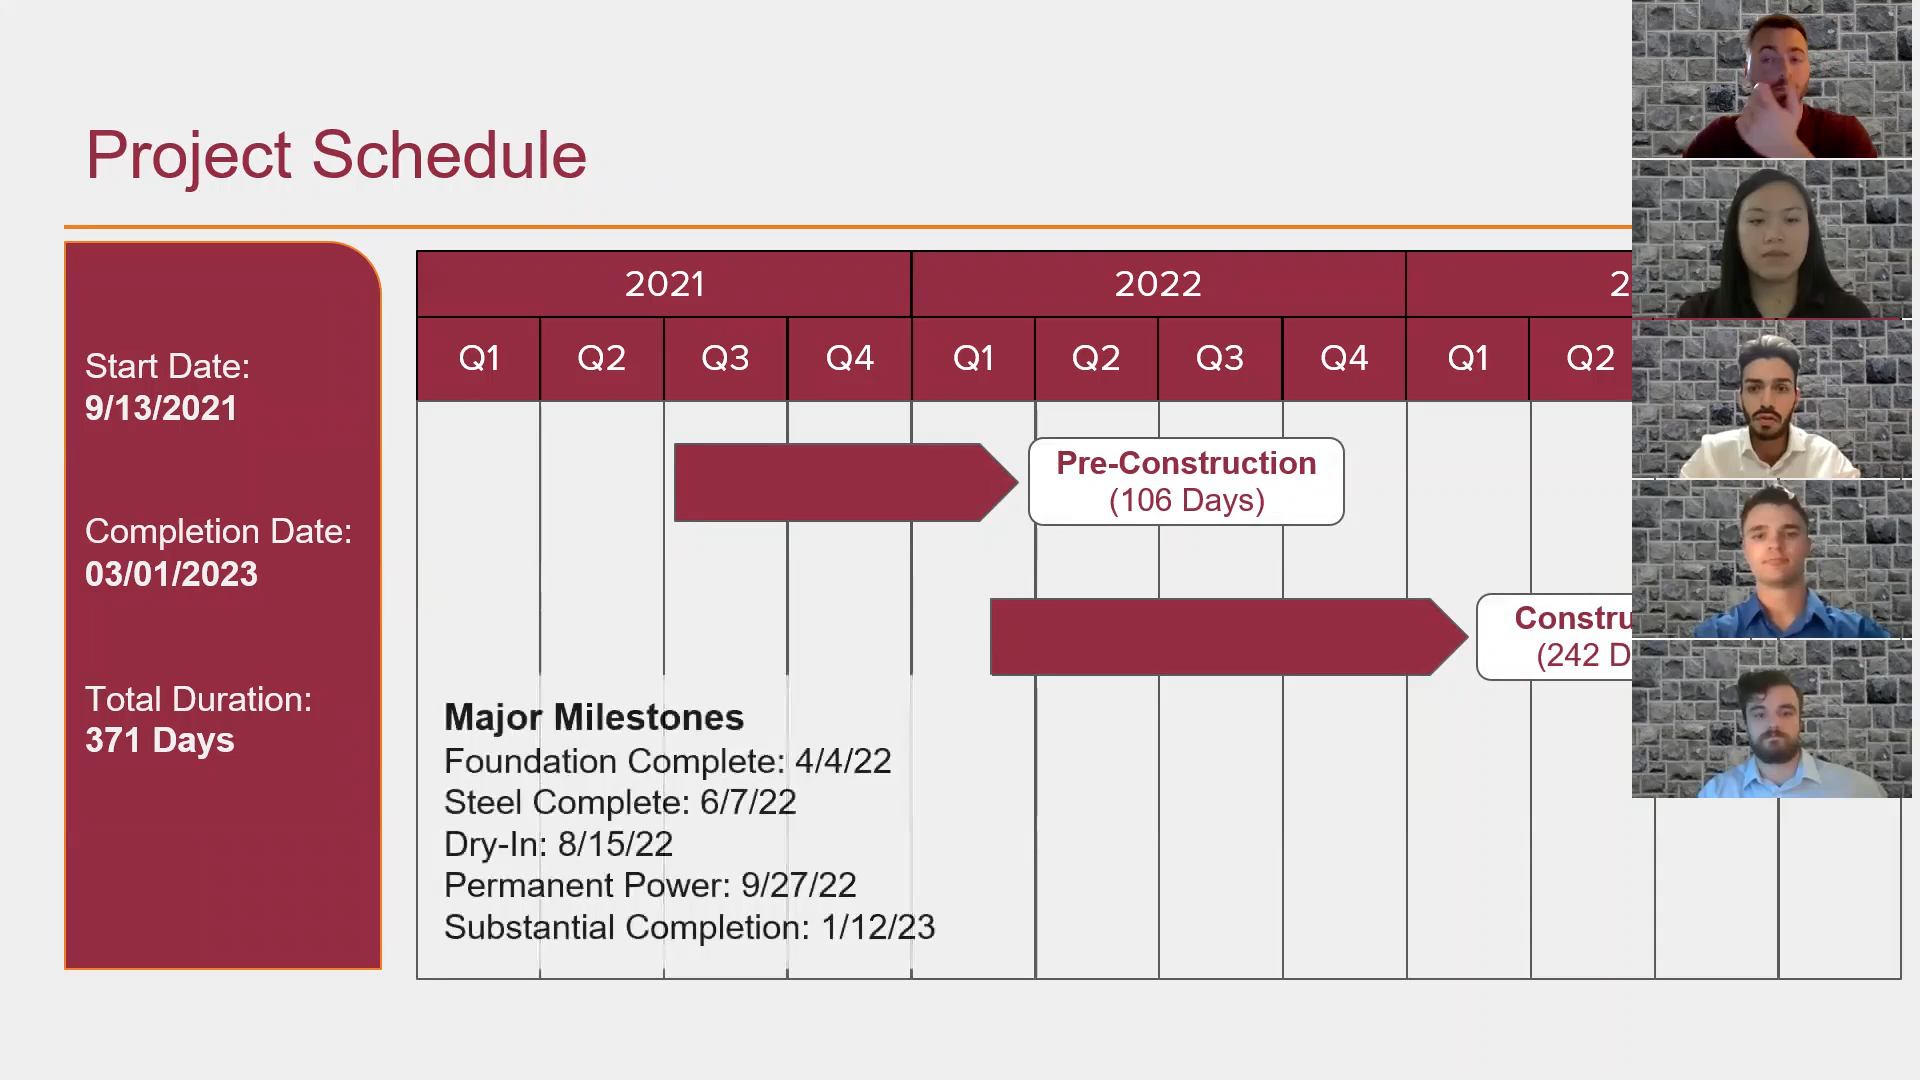 Project Schedule
Start Date:
9/13/2021
Completion Date:
03/01/2023
Total Duration:
371 Days
2021
2022
Q1
Q2
Q3
Q4
Q1
Q2
Q3
Q4
Q1
Q2
Pre-Construction
(106 Days)
(242
Major Milestones
Foundation Complete: 4/4/22
Steel Complete: 6/7/22
Dry-In: 8/15/22
Permanent Power: 9/27/22
Substantial Completion: 1/12/23